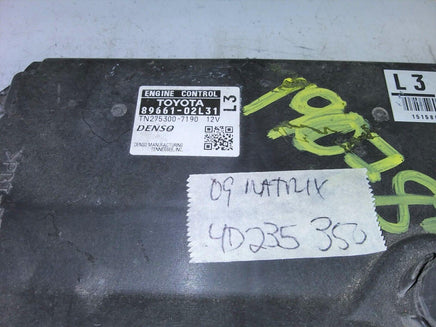 ENGINE CONTROL
TOYOTA
89661-02L31
L3
TN275300-7190 12V
DENSO
DENSO MANUFACTURING
TENNESSEE, INC.
L3
09 MATRIX
4D235 350